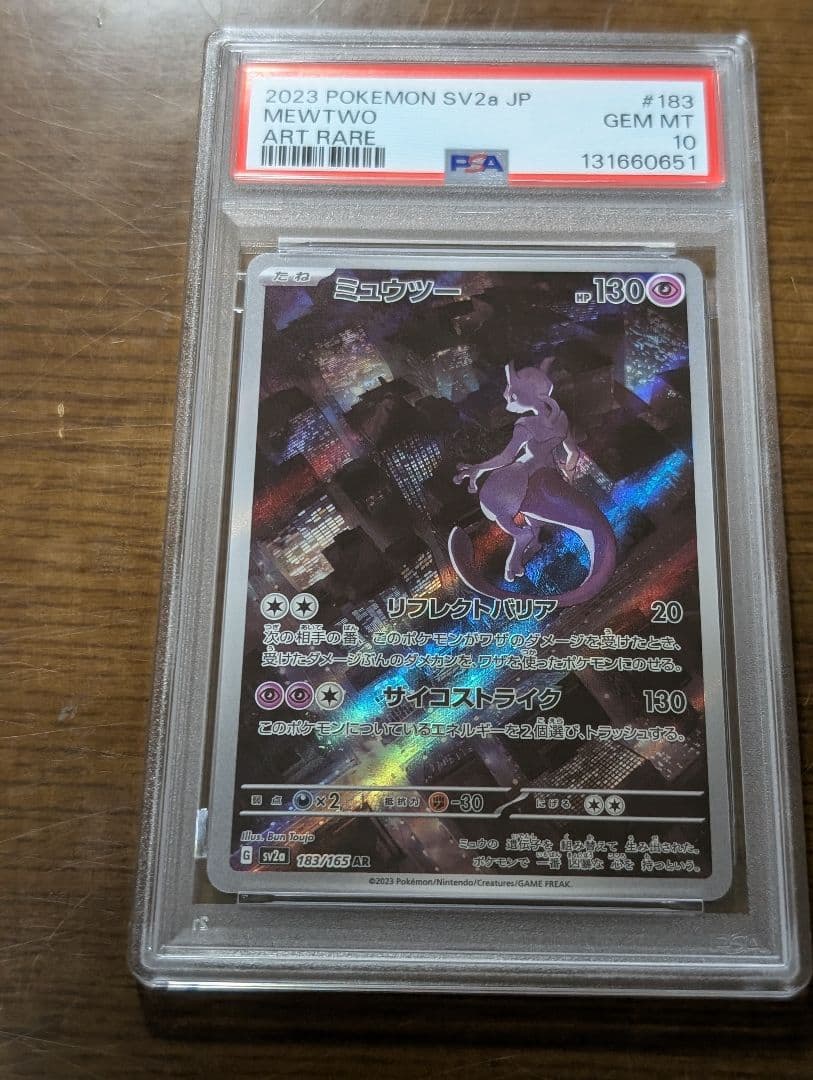 2023 POKEMON SV2a JP #183
MEWTWO GEM MT
ART RARE 10
PSA 131660651
たね ミュウツー HP 130
リフレクトバリア 20
次の相手の番、このポケモンがワザのダメージを受けたとき、
受けたダメージぶんのダメカンを、ワザを使ったポケモンにのせる。
サイコストライク 130
このポケモンについているエネルギーを2個選び、トラッシュする。
弱点 ×2 抵抗力 -30 にげる
Illus. Bun Toujo
G sv2a 183/165 AR
ミュウの 遺伝子を 組み替えて 生み出された。
ポケモンで 一番 凶暴な 心を 持つという。
©2023 Pokémon/Nintendo/Creatures/GAME FREAK.